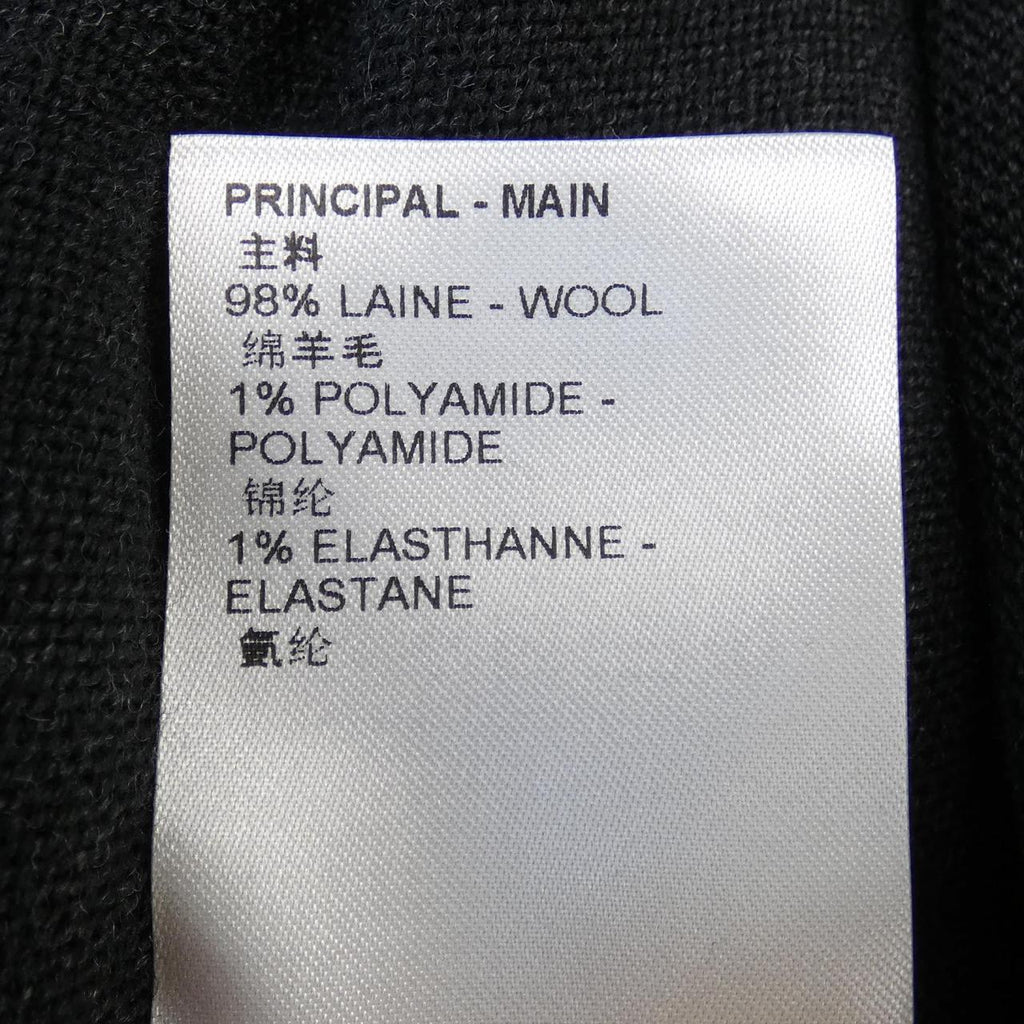 PRINCIPAL - MAIN
主料
98% LAINE - WOOL
绵羊毛
1% POLYAMIDE -
POLYAMIDE
锦纶
1% ELASTHANNE -
ELASTANE
氨纶